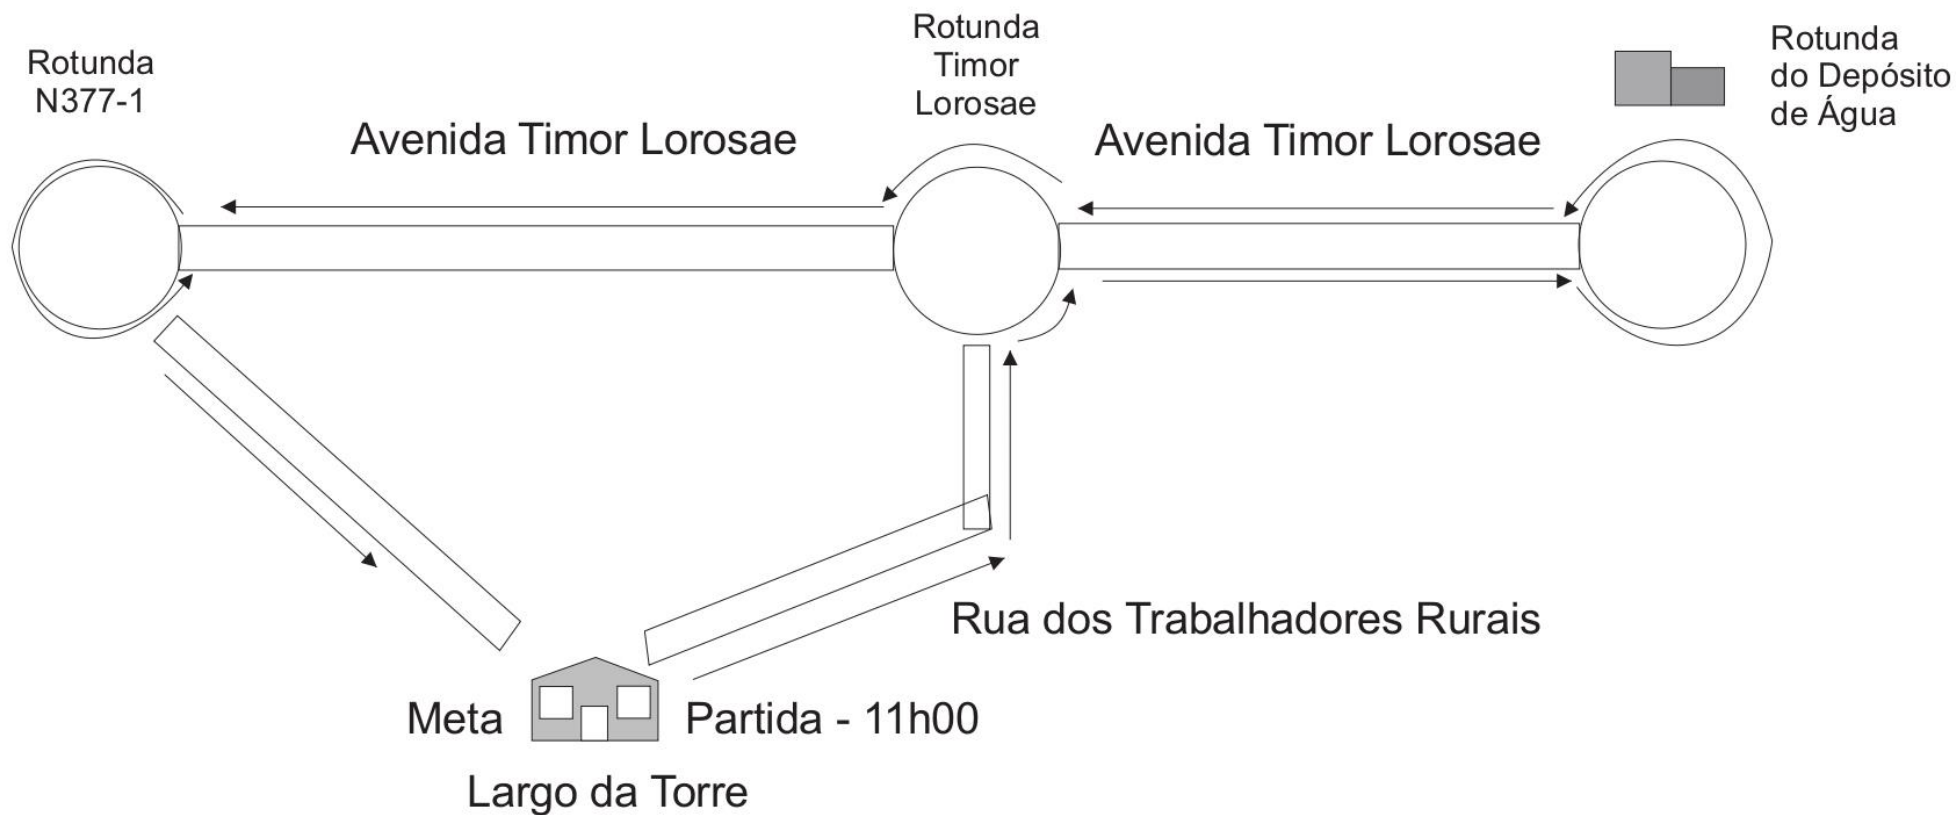 Rotunda
N377-1
Avenida Timor Lorosae
Rotunda
Timor
Lorosae
Avenida Timor Lorosae
Rotunda
do Depósito
de Água
Rua dos Trabalhadores Rurais
Meta
Partida - 11h00
Largo da Torre